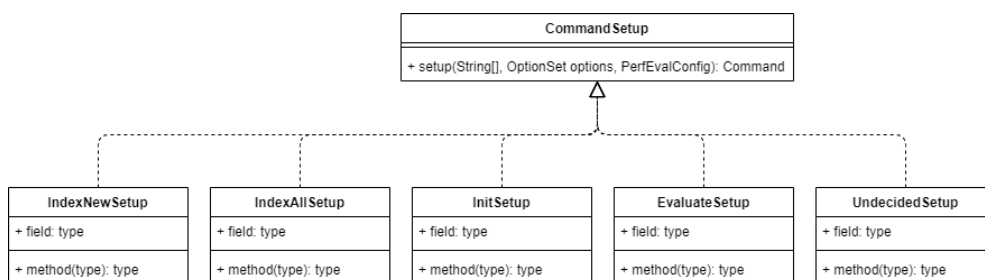 CommandSetup
+ setup(String[], OptionSet options, PerfEvalConfig): Command
IndexNewSetup
+ field: type
+ method(type): type
IndexAllSetup
+ field: type
+ method(type): type
InitSetup
+ field: type
+ method(type): type
EvaluateSetup
+ field: type
+ method(type): type
UndecidedSetup
+ field: type
+ method(type): type